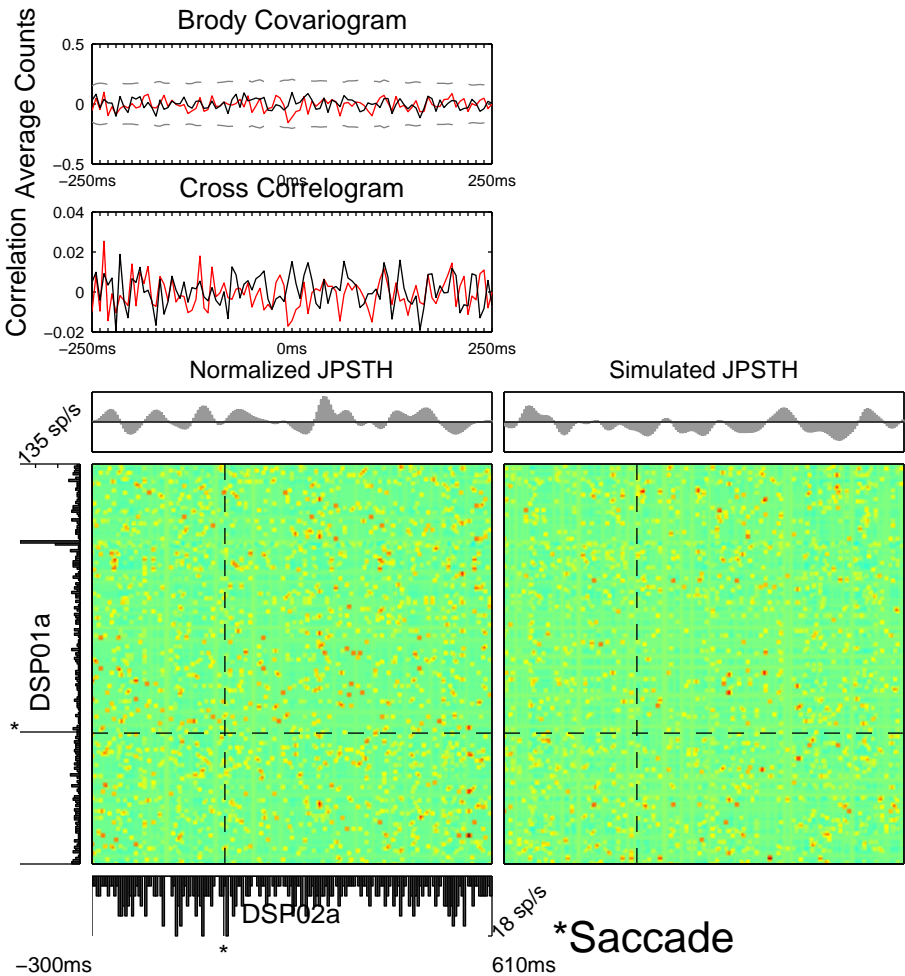 Brody Covariogram
Average Counts
0.5
0
−0.5
−250ms
0ms
250ms
Cross Correlogram
Correlation
0.04
0.02
0
−0.02
−250ms
0ms
250ms
Normalized JPSTH
Simulated JPSTH
135 sp/s
DSP01a
*
DSP02a
18 sp/s
*
*Saccade
−300ms
610ms